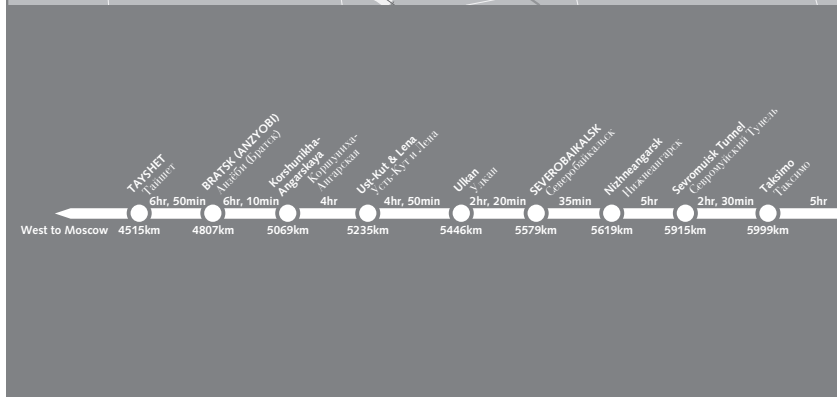 TAYSHET
Тайшет
BRATSK (ANZYOBI)
Анзёби (Братск)
Korshunikha-
Angarskaya
Коршуниха-
Ангарская
Ust-Kut & Lena
Усть-Кут и Лена
Ulkan
Улкан
SEVEROBAIKALSK
Северобайкальск
Nizhneangarsk
Нижнеангарск
Sevromuisk Tunnel
Севромуйский Тунель
Taksimo
Таксимо
6hr, 50min 6hr, 10min 4hr 4hr, 50min 2hr, 20min 35min 5hr 2hr, 30min 5hr
West to Moscow 4515km 4807km 5069km 5235km 5446km 5579km 5619km 5915km 5999km